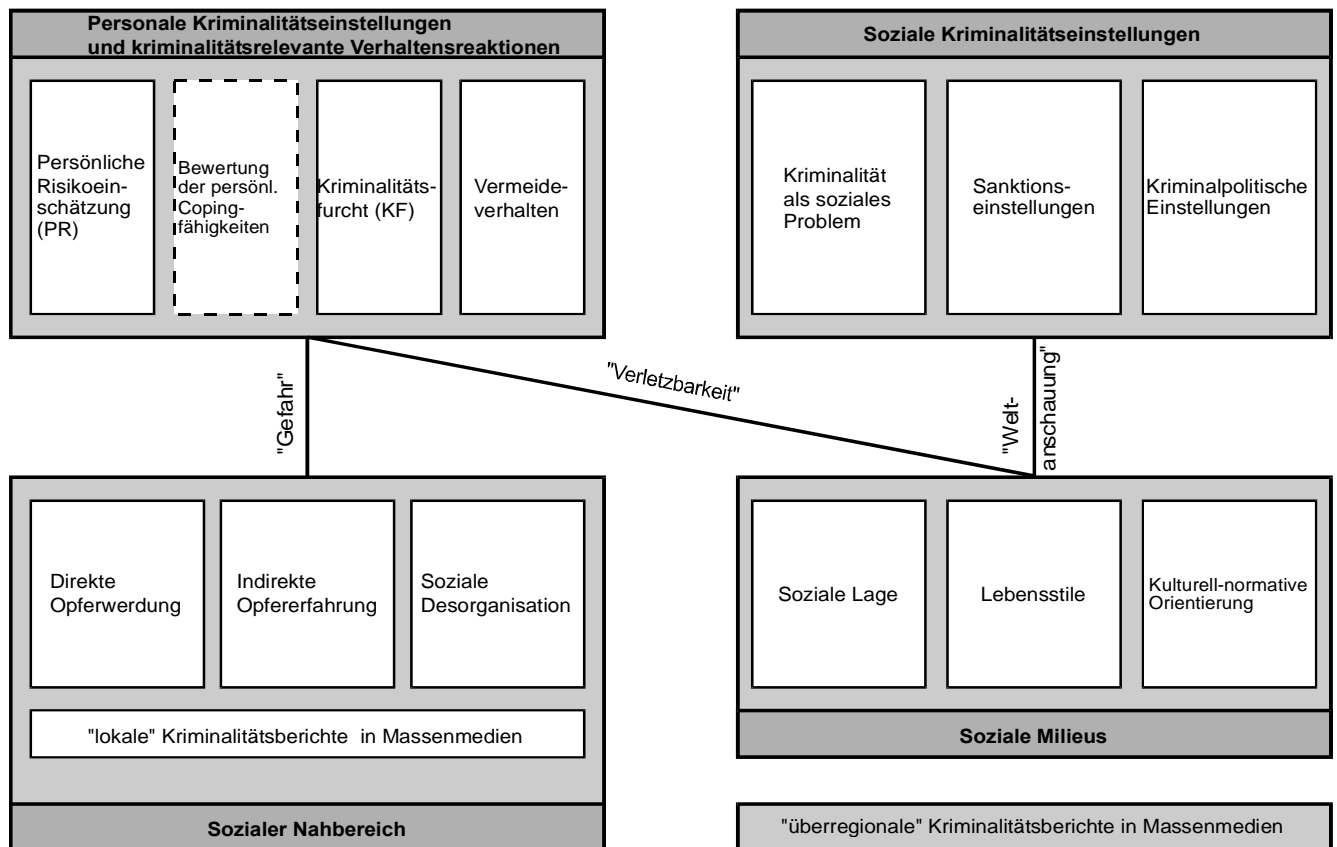 Personale Kriminalitätseinstellungen
und kriminalitätsrelevante Verhaltensreaktionen
Persönliche
Risikoein-
schätzung
(PR)
Bewertung
der persönl.
Coping-
fähigkeiten
Kriminalitäts-
furcht (KF)
Vermeide-
verhalten
Soziale Kriminalitätseinstellungen
Kriminalität
als soziales
Problem
Sanktions-
einstellungen
Kriminalpolitische
Einstellungen
"Gefahr"
"Verletzbarkeit"
"Welt-
anschauung"
Direkte
Opferwerdung
Indirekte
Opfererfahrung
Soziale
Desorganisation
"lokale" Kriminalitätsberichte in Massenmedien
Sozialer Nahbereich
Soziale Lage
Lebensstile
Kulturell-normative
Orientierung
Soziale Milieus
"überregionale" Kriminalitätsberichte in Massenmedien